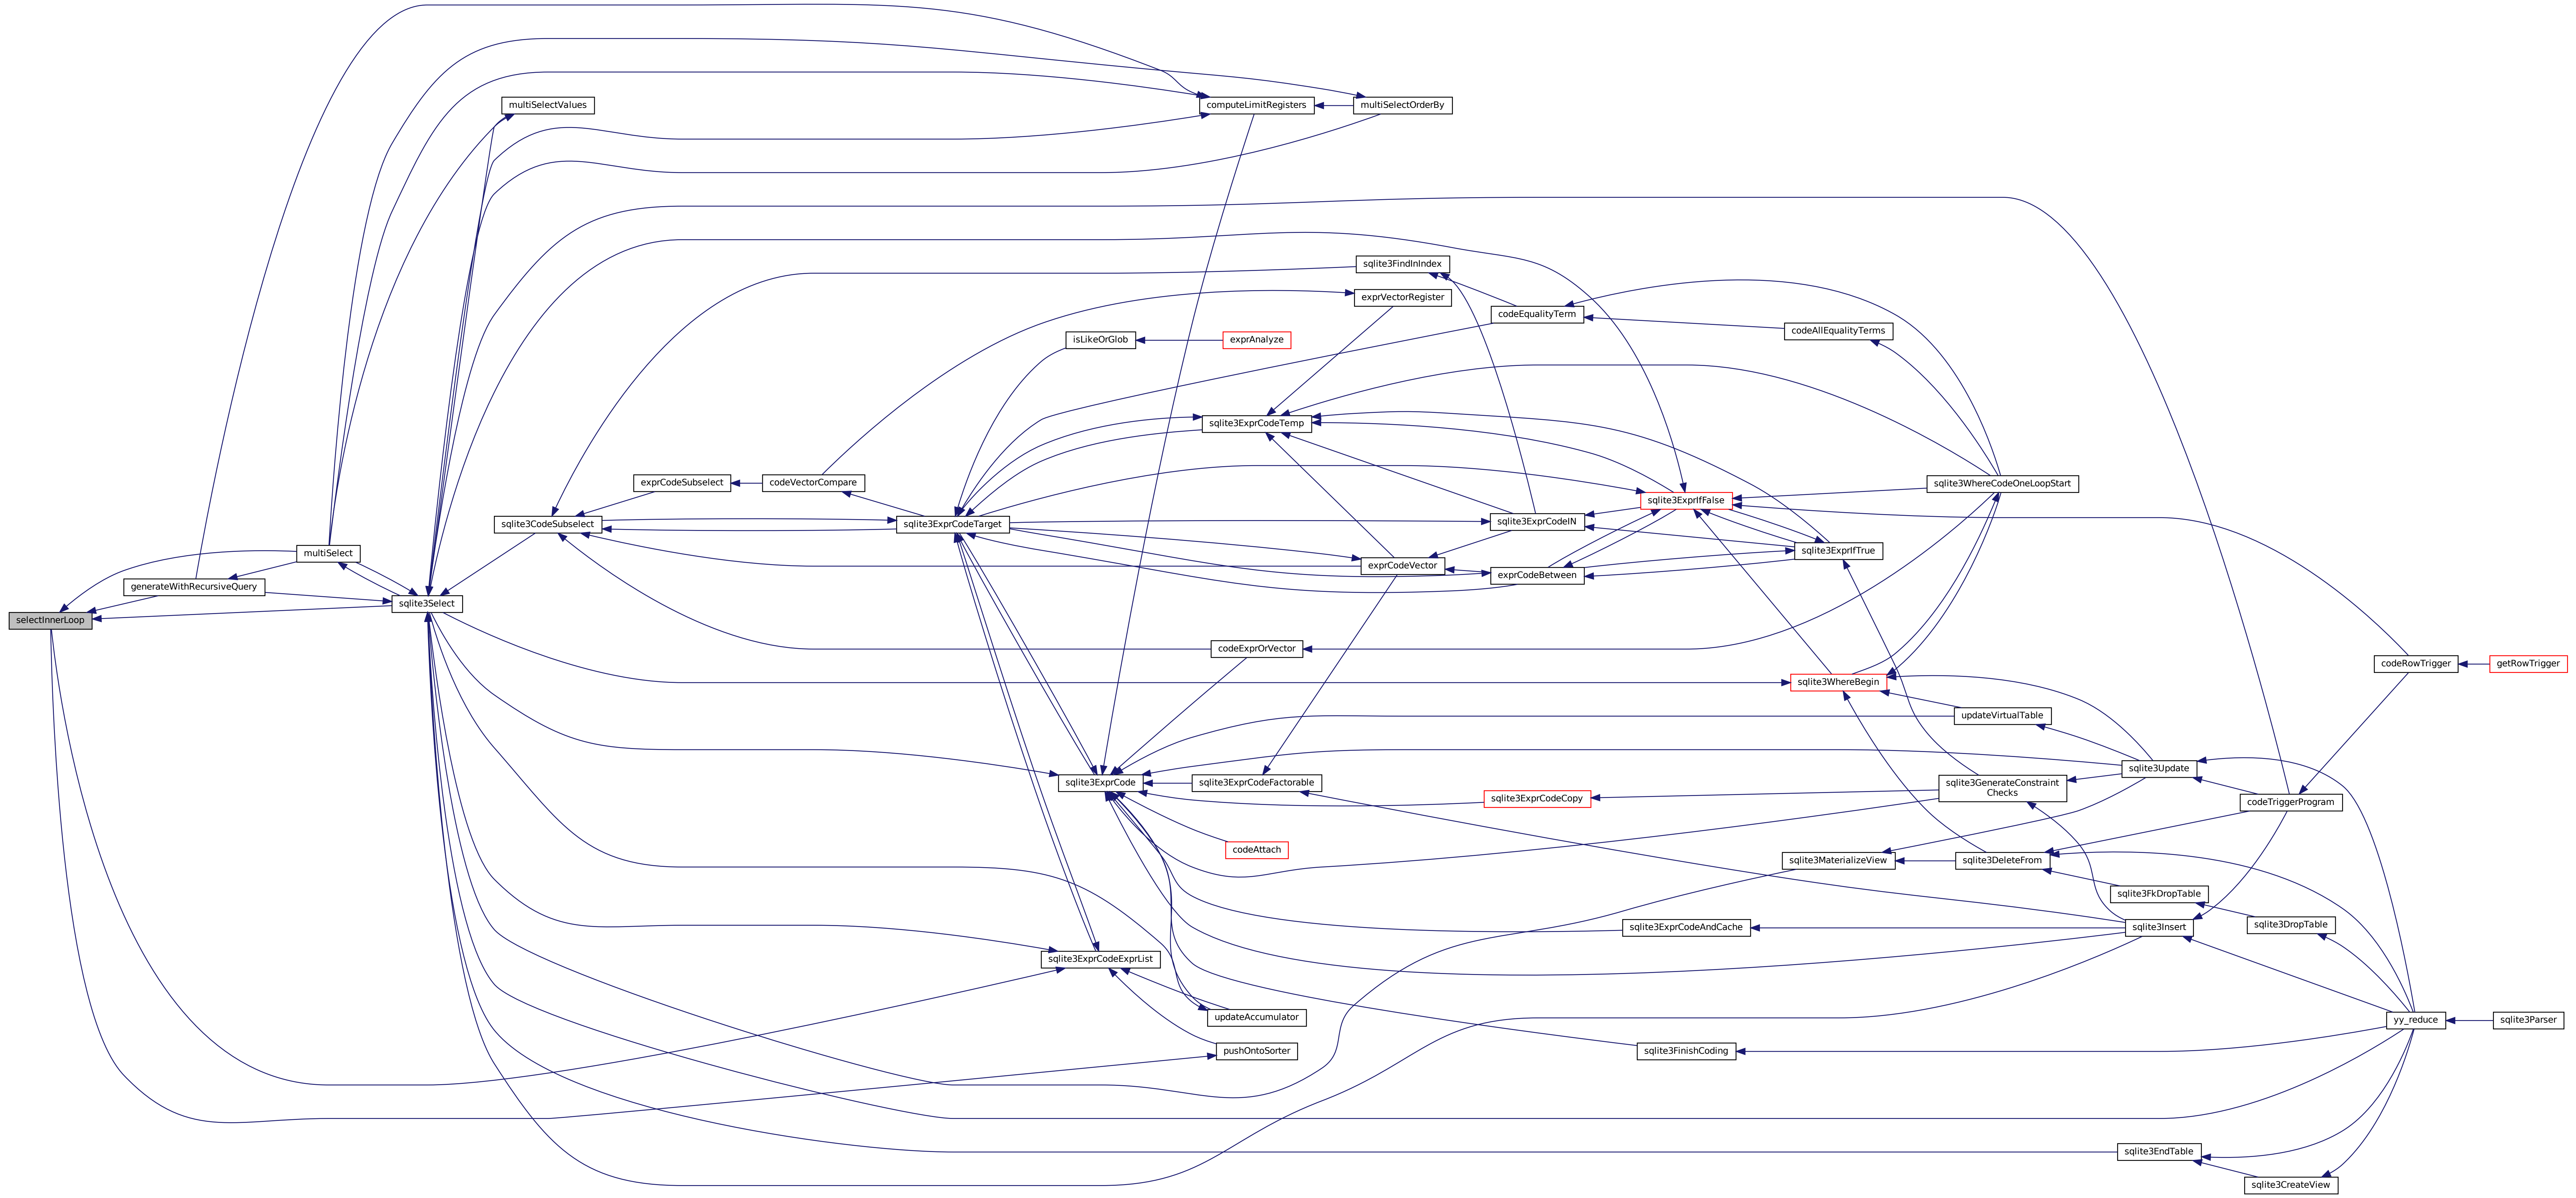 selectInnerLoop
generateWithRecursiveQuery
multiSelect
sqlite3Select
multiSelectValues
sqlite3CodeSubselect
exprCodeSubselect
codeVectorCompare
sqlite3ExprCodeTarget
isLikeOrGlob
sqlite3ExprCode
sqlite3ExprCodeExprList
computeLimitRegisters
exprAnalyze
sqlite3ExprCodeTemp
codeExprOrVector
sqlite3ExprCodeFactorable
codeAttach
updateAccumulator
pushOntoSorter
multiSelectOrderBy
sqlite3FindInIndex
exprVectorRegister
exprCodeVector
codeEqualityTerm
sqlite3ExprCodeIN
exprCodeBetween
sqlite3ExprCodeCopy
sqlite3ExprIfFalse
sqlite3ExprCodeAndCache
sqlite3FinishCoding
codeAllEqualityTerms
sqlite3ExprIfTrue
sqlite3WhereBegin
sqlite3MaterializeView
sqlite3WhereCodeOneLoopStart
updateVirtualTable
sqlite3GenerateConstraint
Checks
sqlite3DeleteFrom
sqlite3Update
sqlite3FkDropTable
sqlite3Insert
sqlite3EndTable
codeTriggerProgram
sqlite3DropTable
sqlite3CreateView
codeRowTrigger
yy_reduce
getRowTrigger
sqlite3Parser